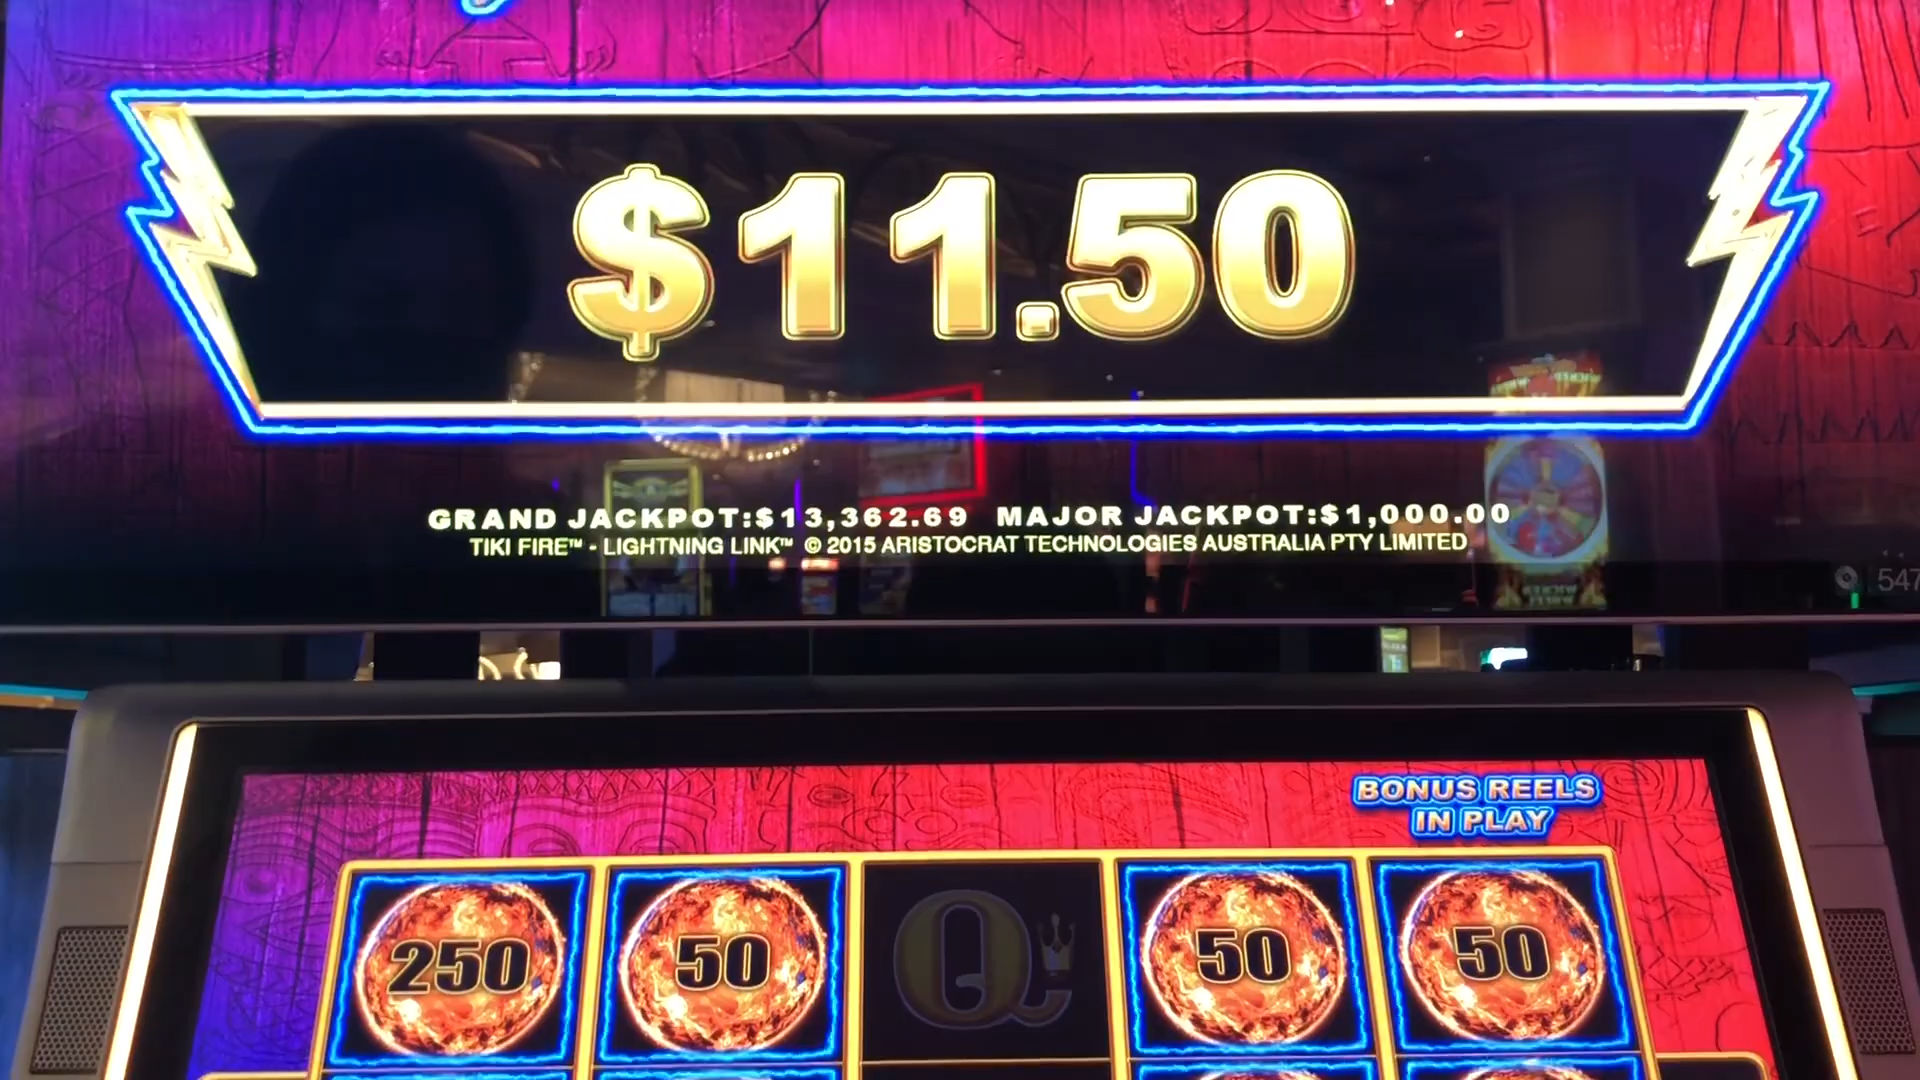 $11.50
GRAND JACKPOT:$13,362.69 MAJOR JACKPOT:$1,000.00
TIKI FIRE™ - LIGHTNING LINK™ © 2015 ARISTOCRAT TECHNOLOGIES AUSTRALIA PTY LIMITED
547
BONUS REELS
IN PLAY
250 50 Q 50 50